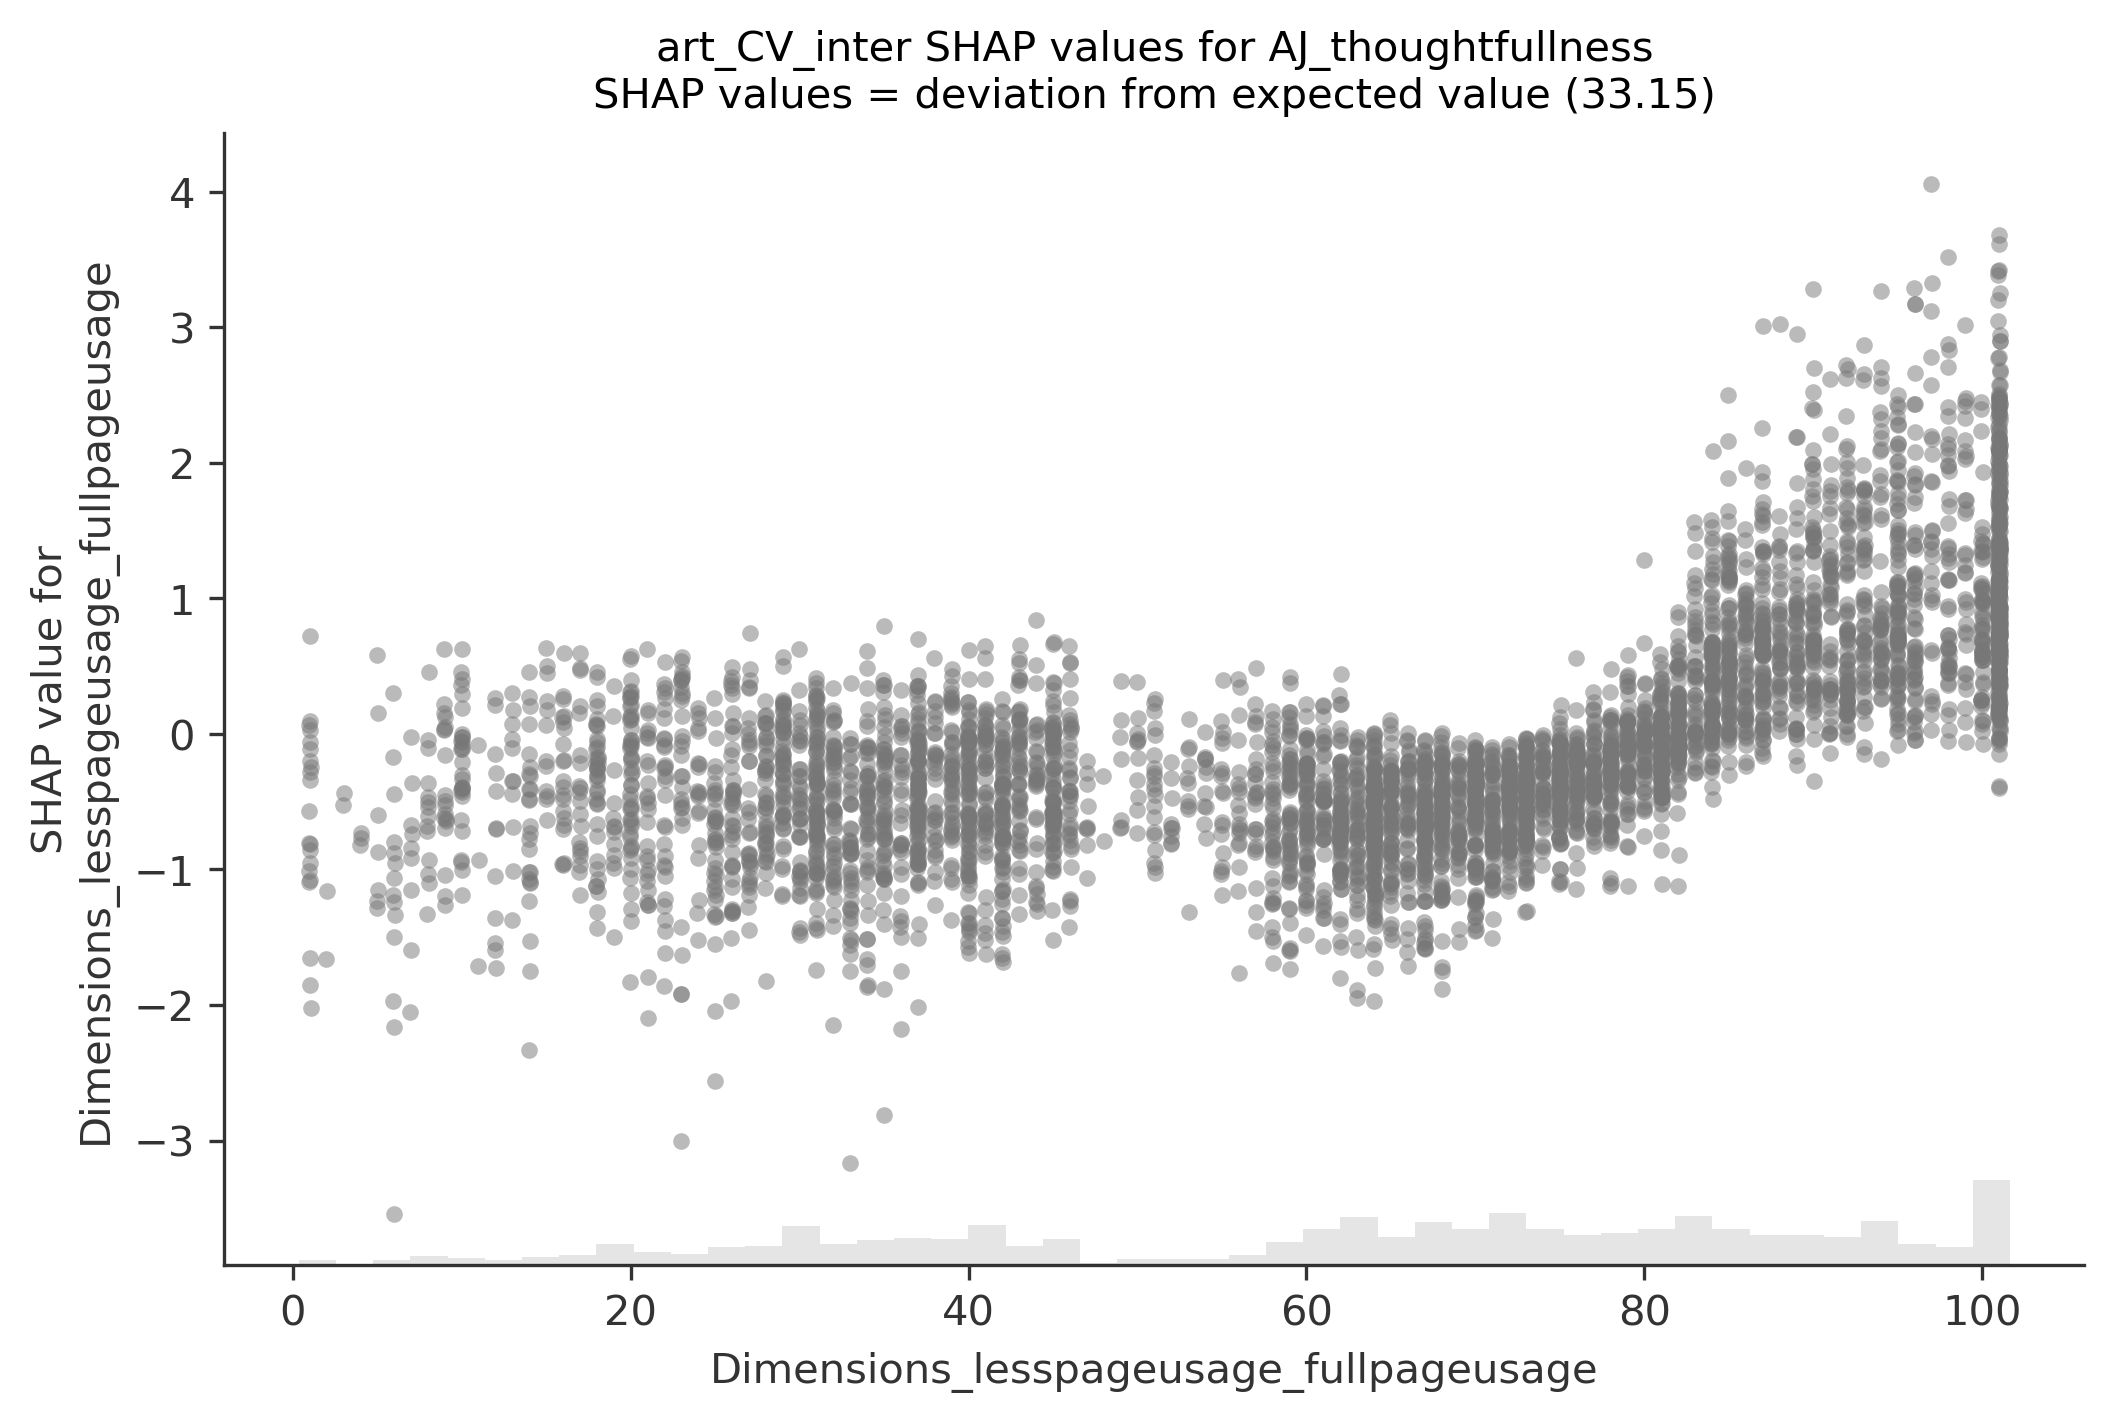 art_CV_inter SHAP values for AJ_thoughtfullness
SHAP values = deviation from expected value (33.15)
SHAP value for
Dimensions_lesspageusage_fullpageusage
4
3
2
1
0
−1
−2
−3
0
20
40
60
80
100
Dimensions_lesspageusage_fullpageusage